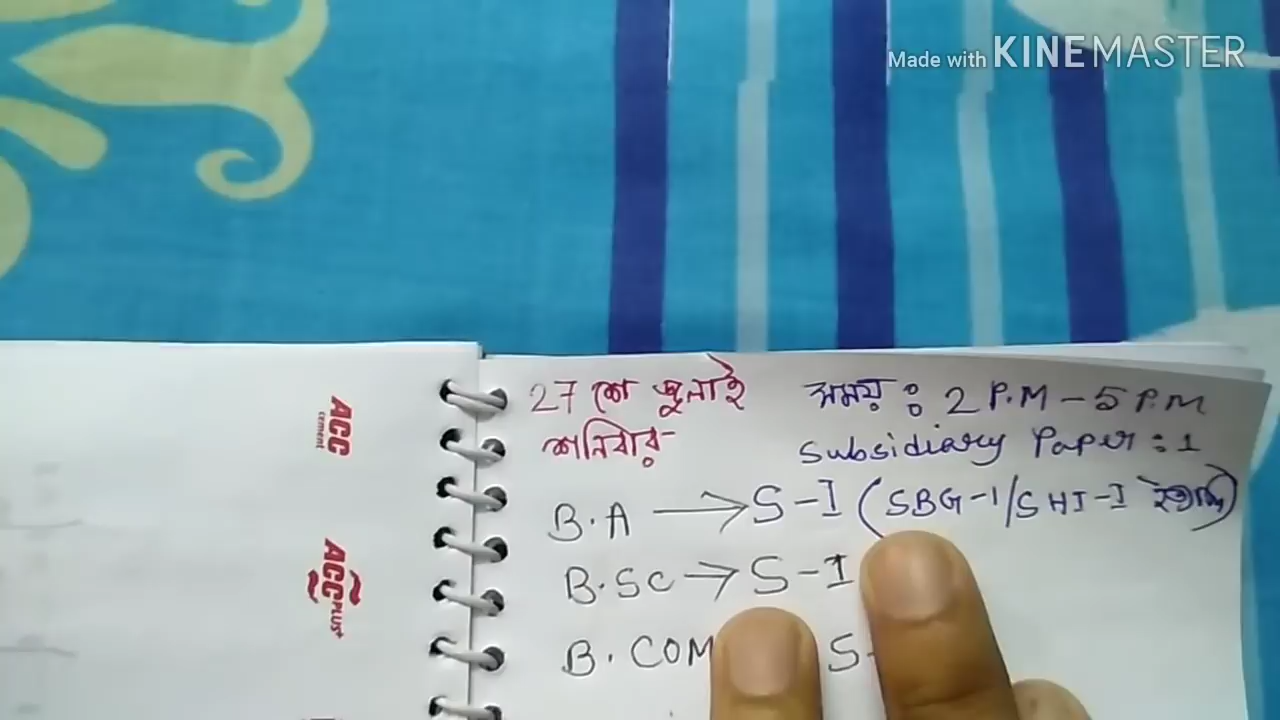 Made with KINEMASTER
ACC
cement
ACC
PLUS+
27 শে জুলাই
শনিবার
সময় : 2 P.M - 5 P.M
Subsidiary Paper : 1
B.A → S-I (SBG-1/SHI-I ইত্যাদি)
B.Sc → S-I
B.COM S-